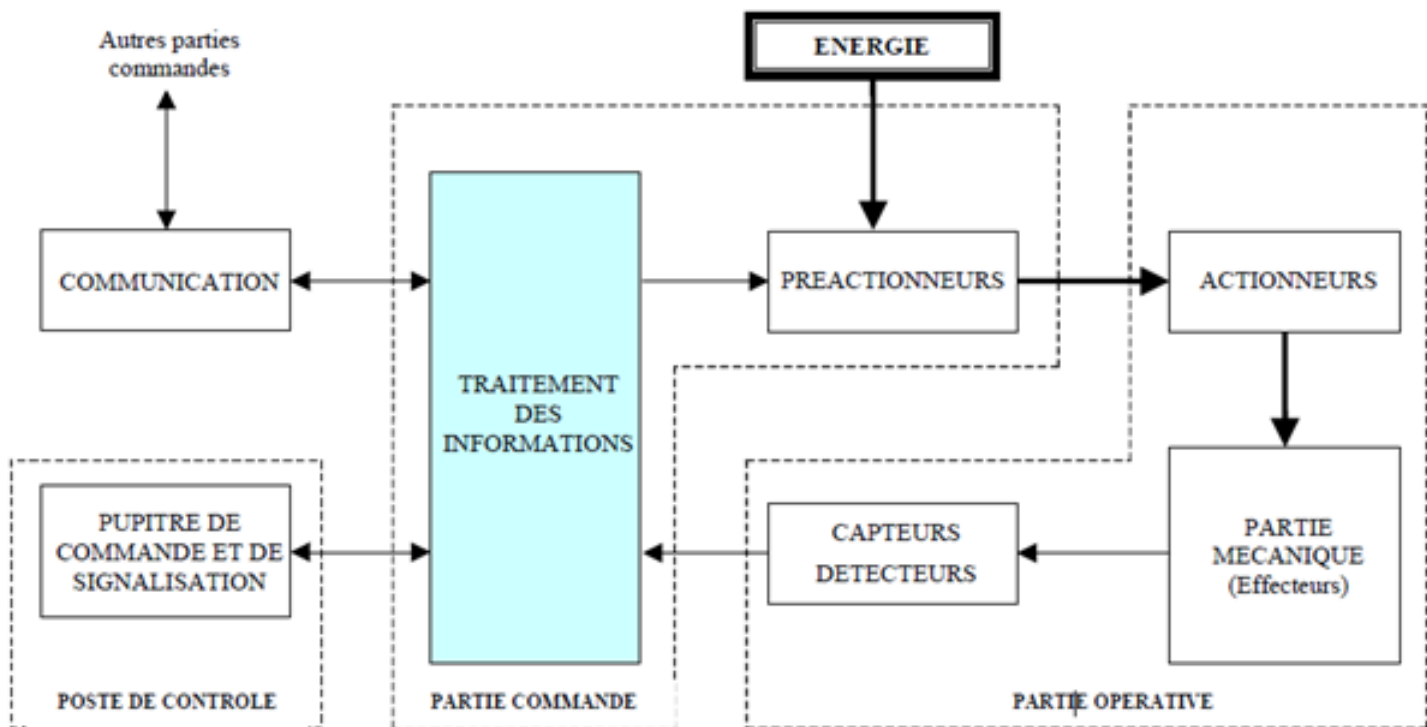 Autres parties
commandes
ENERGIE
COMMUNICATION
PREACTIONNEURS
ACTIONNEURS
TRAITEMENT
DES
INFORMATIONS
PUPITRE DE
COMMANDE ET DE
SIGNALISATION
CAPTEURS
DETECTEURS
PARTIE
MECANIQUE
(Effecteurs)
POSTE DE CONTROLE
PARTIE COMMANDE
PARTIE OPERATIVE